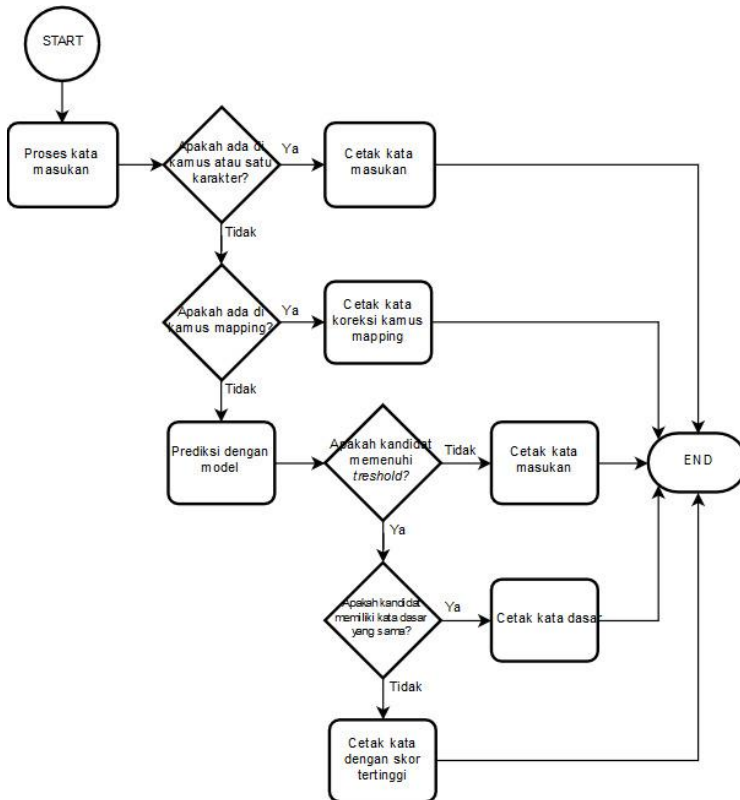 START
Proses kata
masukan
Apakah ada di
kamus atau satu
karakter?
Ya
Cetak kata
masukan
Tidak
Apakah ada di
kamus mapping?
Ya
Cetak kata
koreksi kamus
mapping
Tidak
Prediksi dengan
model
Apakah kandidat
memenuhi
treshold?
Tidak
Cetak kata
masukan
END
Ya
Apakah kandidat
memiliki kata dasar
yang sama?
Ya
Cetak kata dasar
Tidak
Cetak kata
dengan skor
tertinggi